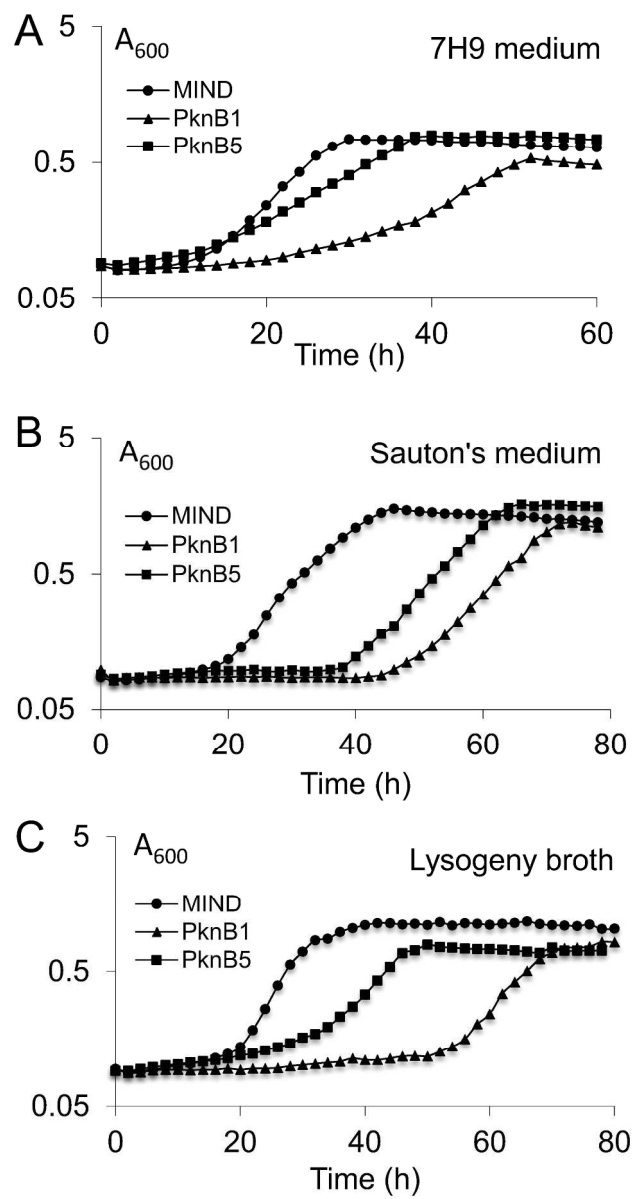 A
5
A600
7H9 medium
MIND
PknB1
PknB5
0.5
0.05
0 20 40 60
Time (h)
B
5
A600
Sauton's medium
MIND
PknB1
PknB5
0.5
0.05
0 20 40 60 80
Time (h)
C
5
A600
Lysogeny broth
MIND
PknB1
PknB5
0.5
0.05
0 20 40 60 80
Time (h)